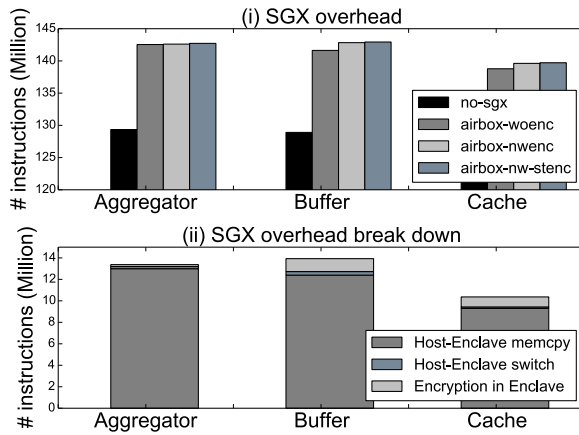 (i) SGX overhead
# instructions (Million)
145
140
135
130
125
120
no-sgx
airbox-woenc
airbox-nwenc
airbox-nw-stenc
Aggregator Buffer Cache
(ii) SGX overhead break down
# instructions (Million)
14
12
10
8
6
4
2
0
Host-Enclave memcpy
Host-Enclave switch
Encryption in Enclave
Aggregator Buffer Cache